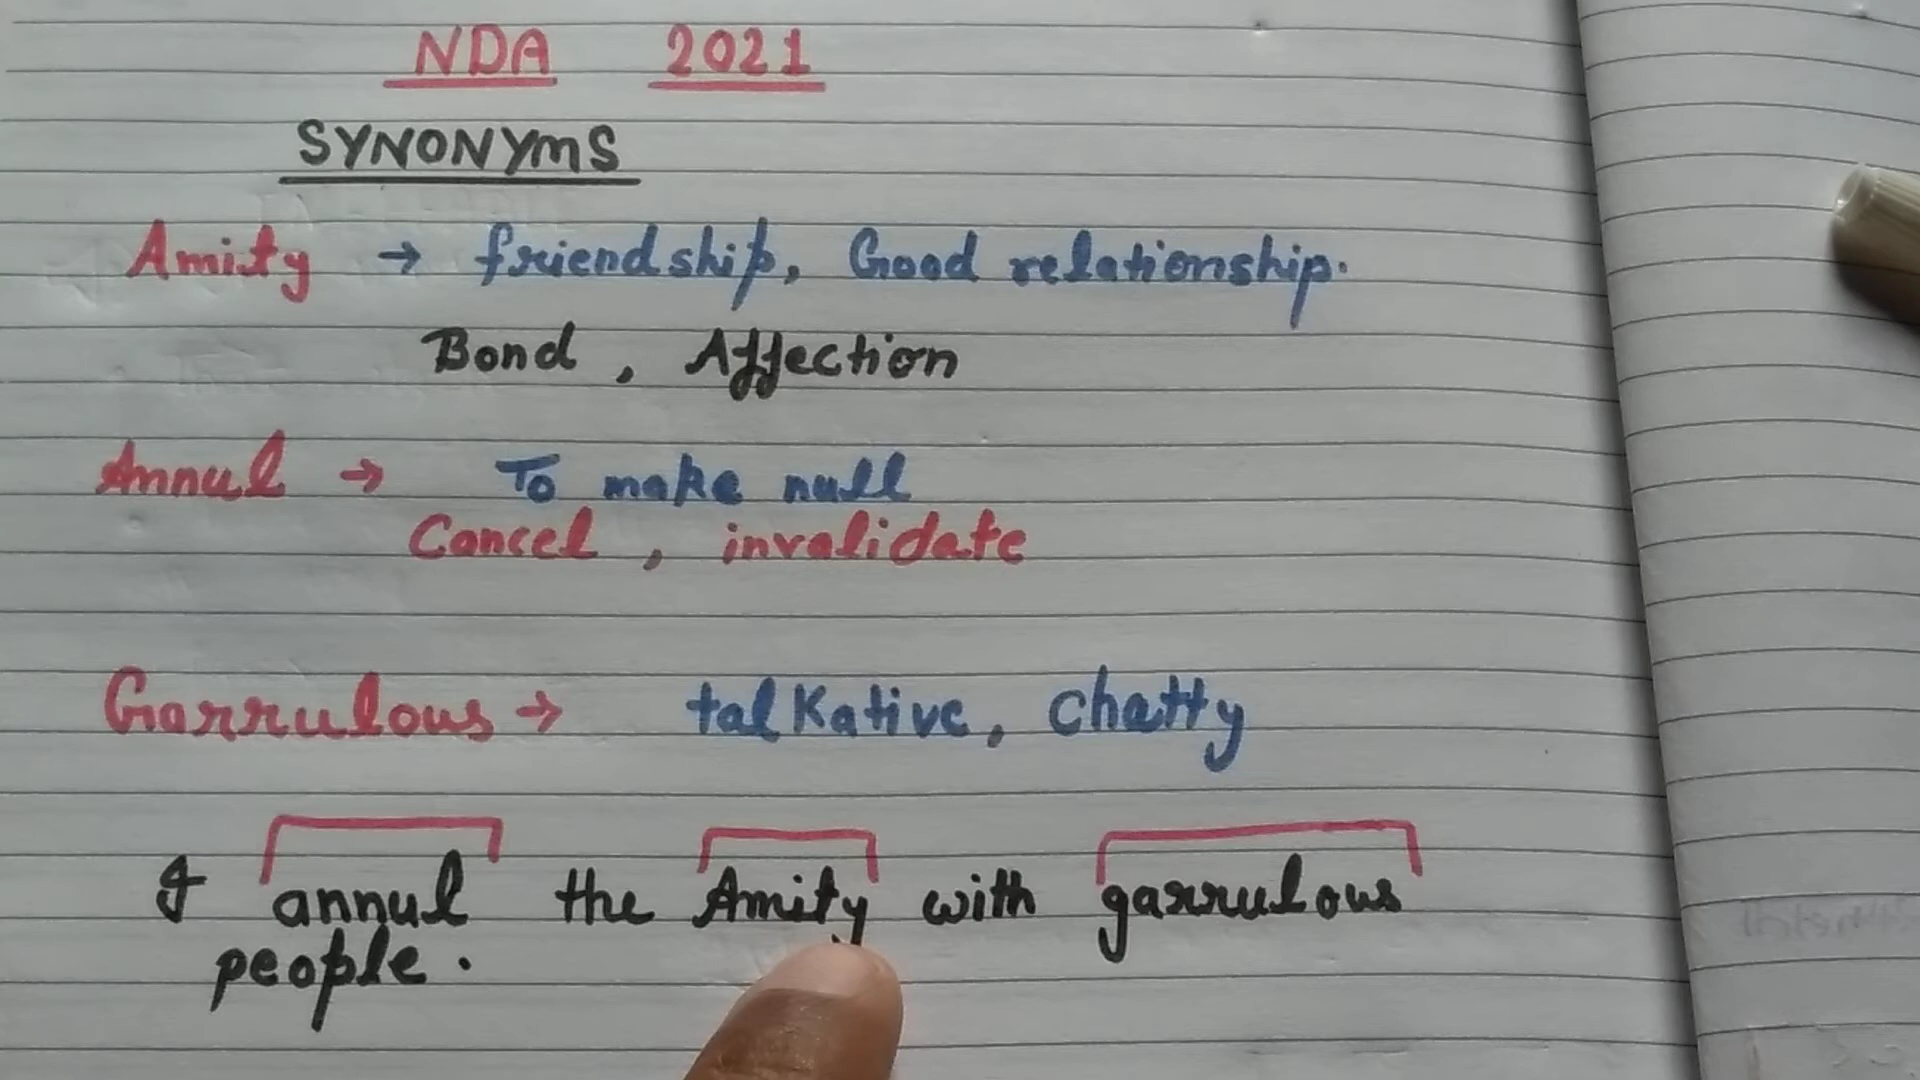 NDA 2021
SYNONYMS
Amity → friendship, Good relationship.
Bond, Affection
Annul → To make null
Cancel, invalidate
Garrulous → talkative, chatty
I annul the Amity with garrulous
people.